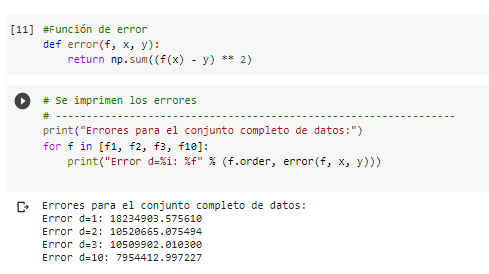 [11] #Función de error
def error(f, x, y):
    return np.sum((f(x) - y) ** 2)
# Se imprimen los errores
# -----------------------------------------------------------------
print("Errores para el conjunto completo de datos:")
for f in [f1, f2, f3, f10]:
    print("Error d=%i: %f" % (f.order, error(f, x, y)))
Errores para el conjunto completo de datos:
Error d=1: 18234903.575610
Error d=2: 10520665.075494
Error d=3: 10509902.010300
Error d=10: 7954412.997227